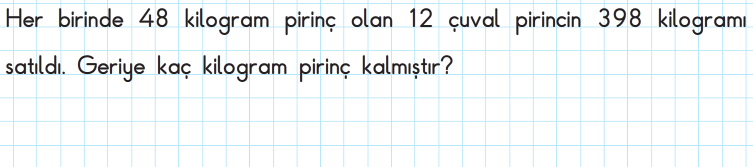 Her birinde 48 kilogram pirinç olan 12 çuval pirincin 398 kilogramı
satıldı. Geriye kaç kilogram pirinç kalmıştır?